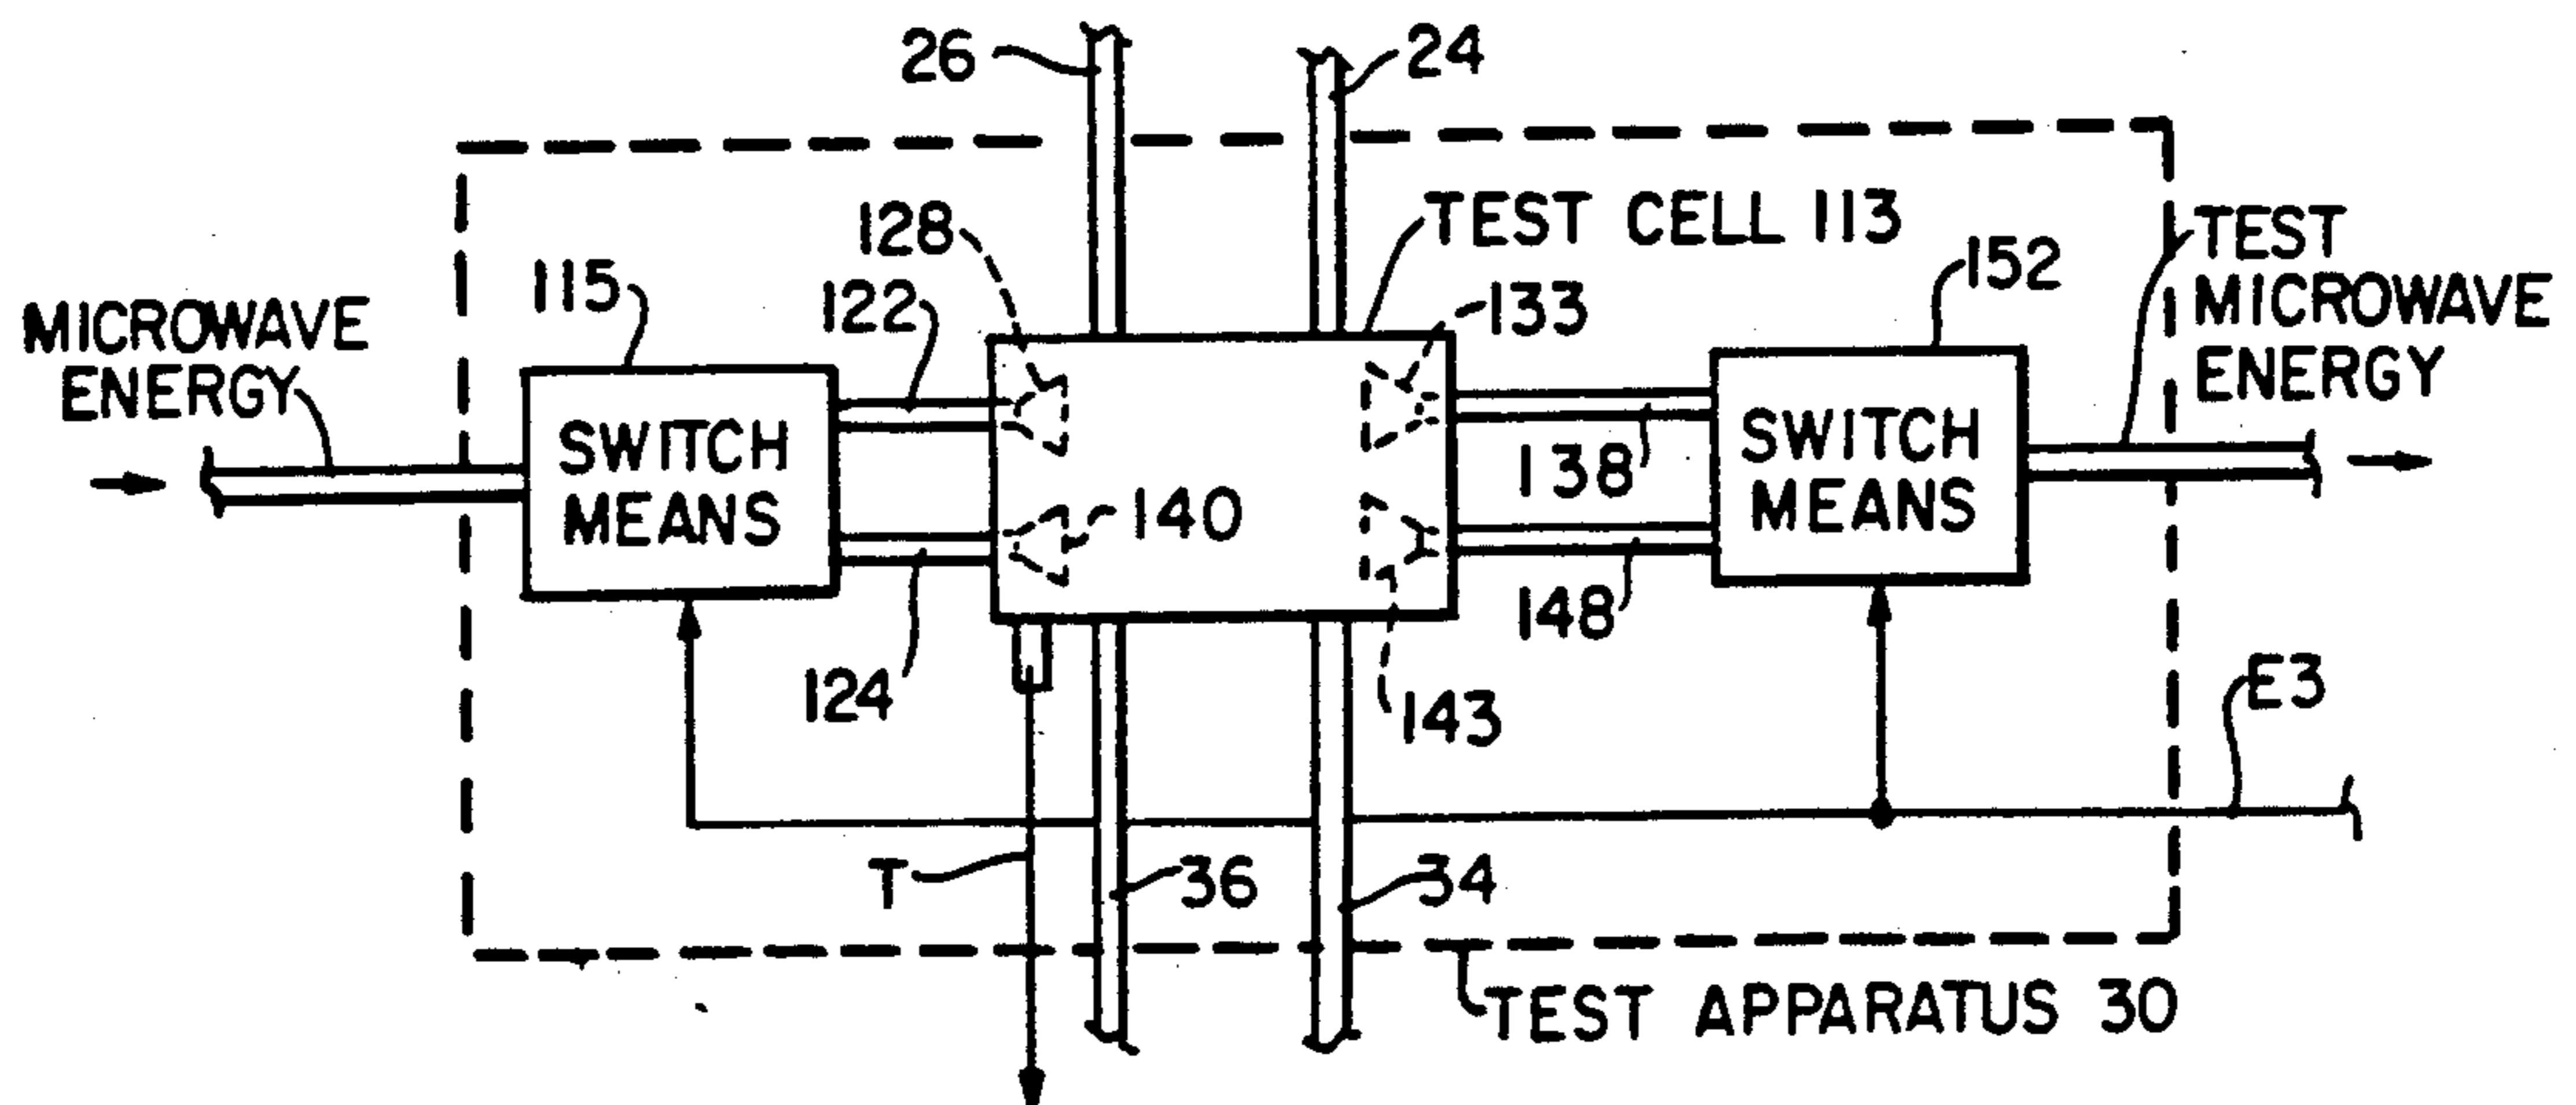 26
24
128
TEST CELL 113
115
122
133
152
TEST
MICROWAVE
ENERGY
MICROWAVE
ENERGY
SWITCH
MEANS
140
138
SWITCH
MEANS
124
148
143
E3
T
36
34
TEST APPARATUS 30